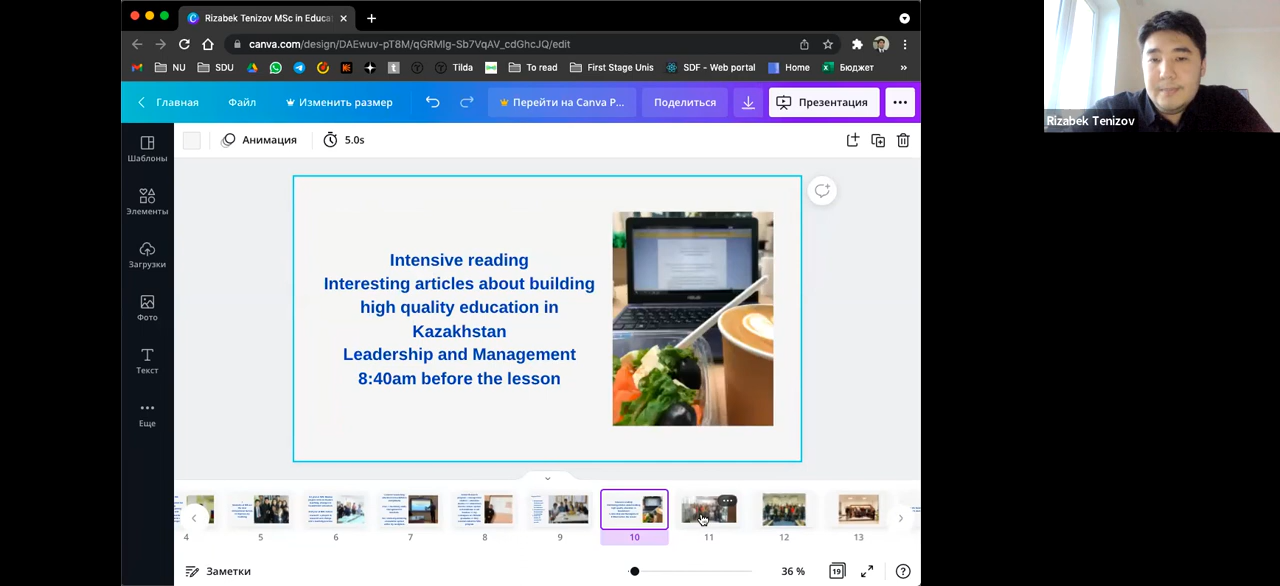 Rizabek Tenizov MSc in Educa
canva.com/design/DAEwuv-pT8M/qGRMlg-Sb7VqAV_cdGhcJQ/edit
NU
SDU
Tilda
To read
First Stage Unis
SDF - Web portal
Home
Бюджет
»
Главная
Файл
Изменить размер
Перейти на Canva P...
Поделиться
Презентация
Шаблоны
Элементы
Загрузки
Фото
Текст
Еще
Анимация
5.0s
Intensive reading
Interesting articles about building
high quality education in
Kazakhstan
Leadership and Management
8:40am before the lesson
4
5
6
7
8
9
10
11
12
13
Заметки
36 %
19
Rizabek Tenizov